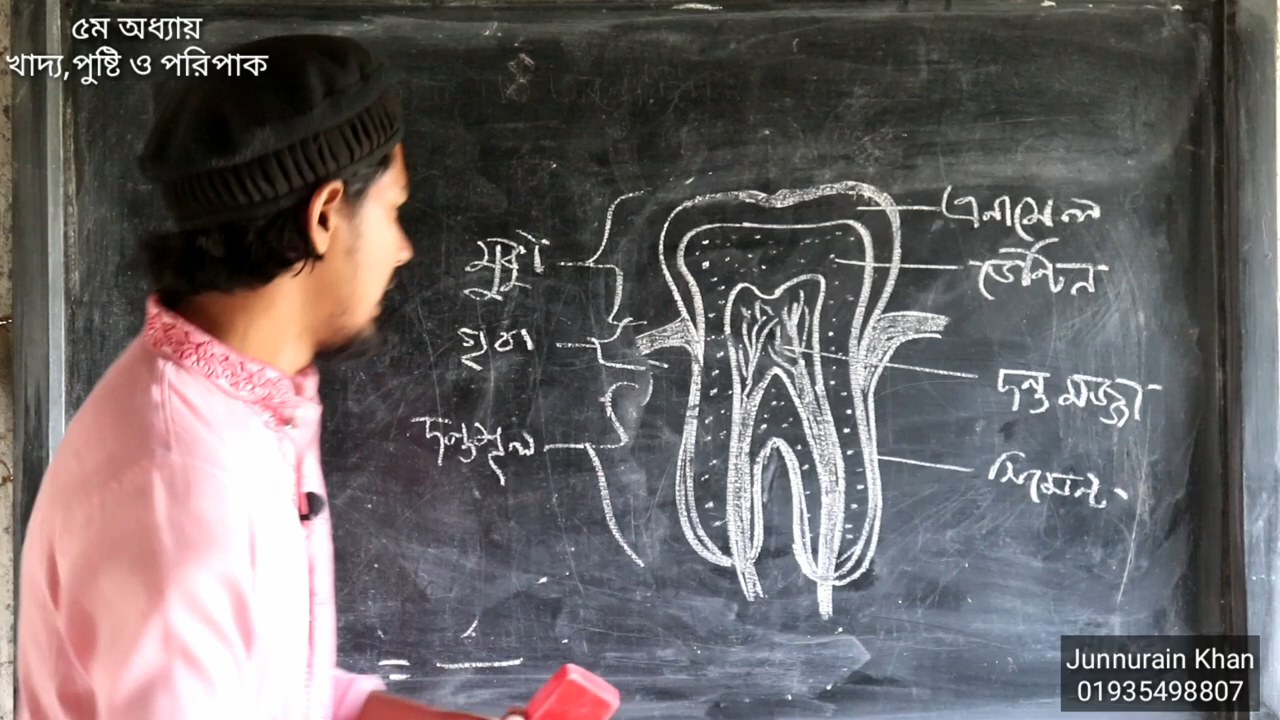 ৫ম অধ্যায়
খাদ্য,পুষ্টি ও পরিপাক
এনামেল
ডেন্টিন
মুকুট
গ্রীবা
দন্ত মজ্জা
দন্তমূল
সিমেন্ট
Junnurain Khan
01935498807